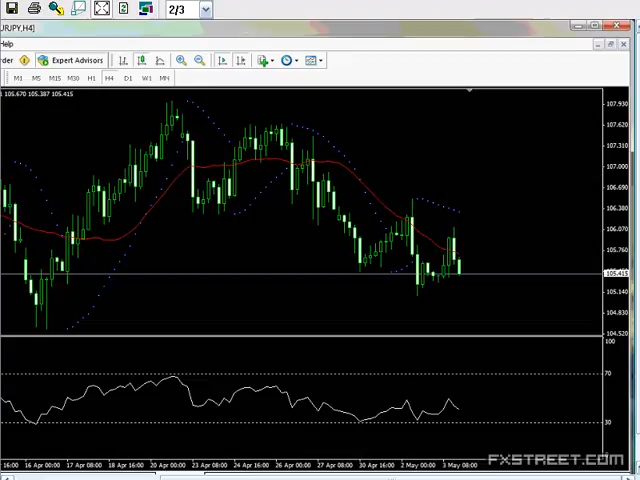 2/3
URJPY,H4]
Help
rder Expert Advisors
M1 M5 M15 M30 H1 H4 D1 W1 MN
105.670 105.387 105.415
107.930
107.620
107.310
107.000
106.690
106.380
106.070
105.760
105.415
105.140
104.830
104.520
100
70
30
16:00 16 Apr 00:00 17 Apr 08:00 18 Apr 16:00 20 Apr 00:00 23 Apr 08:00 24 Apr 16:00 26 Apr 00:00 27 Apr 08:00 30 Apr 16:00 2 May 00:00 3 May 08:00
FXSTREET.COM